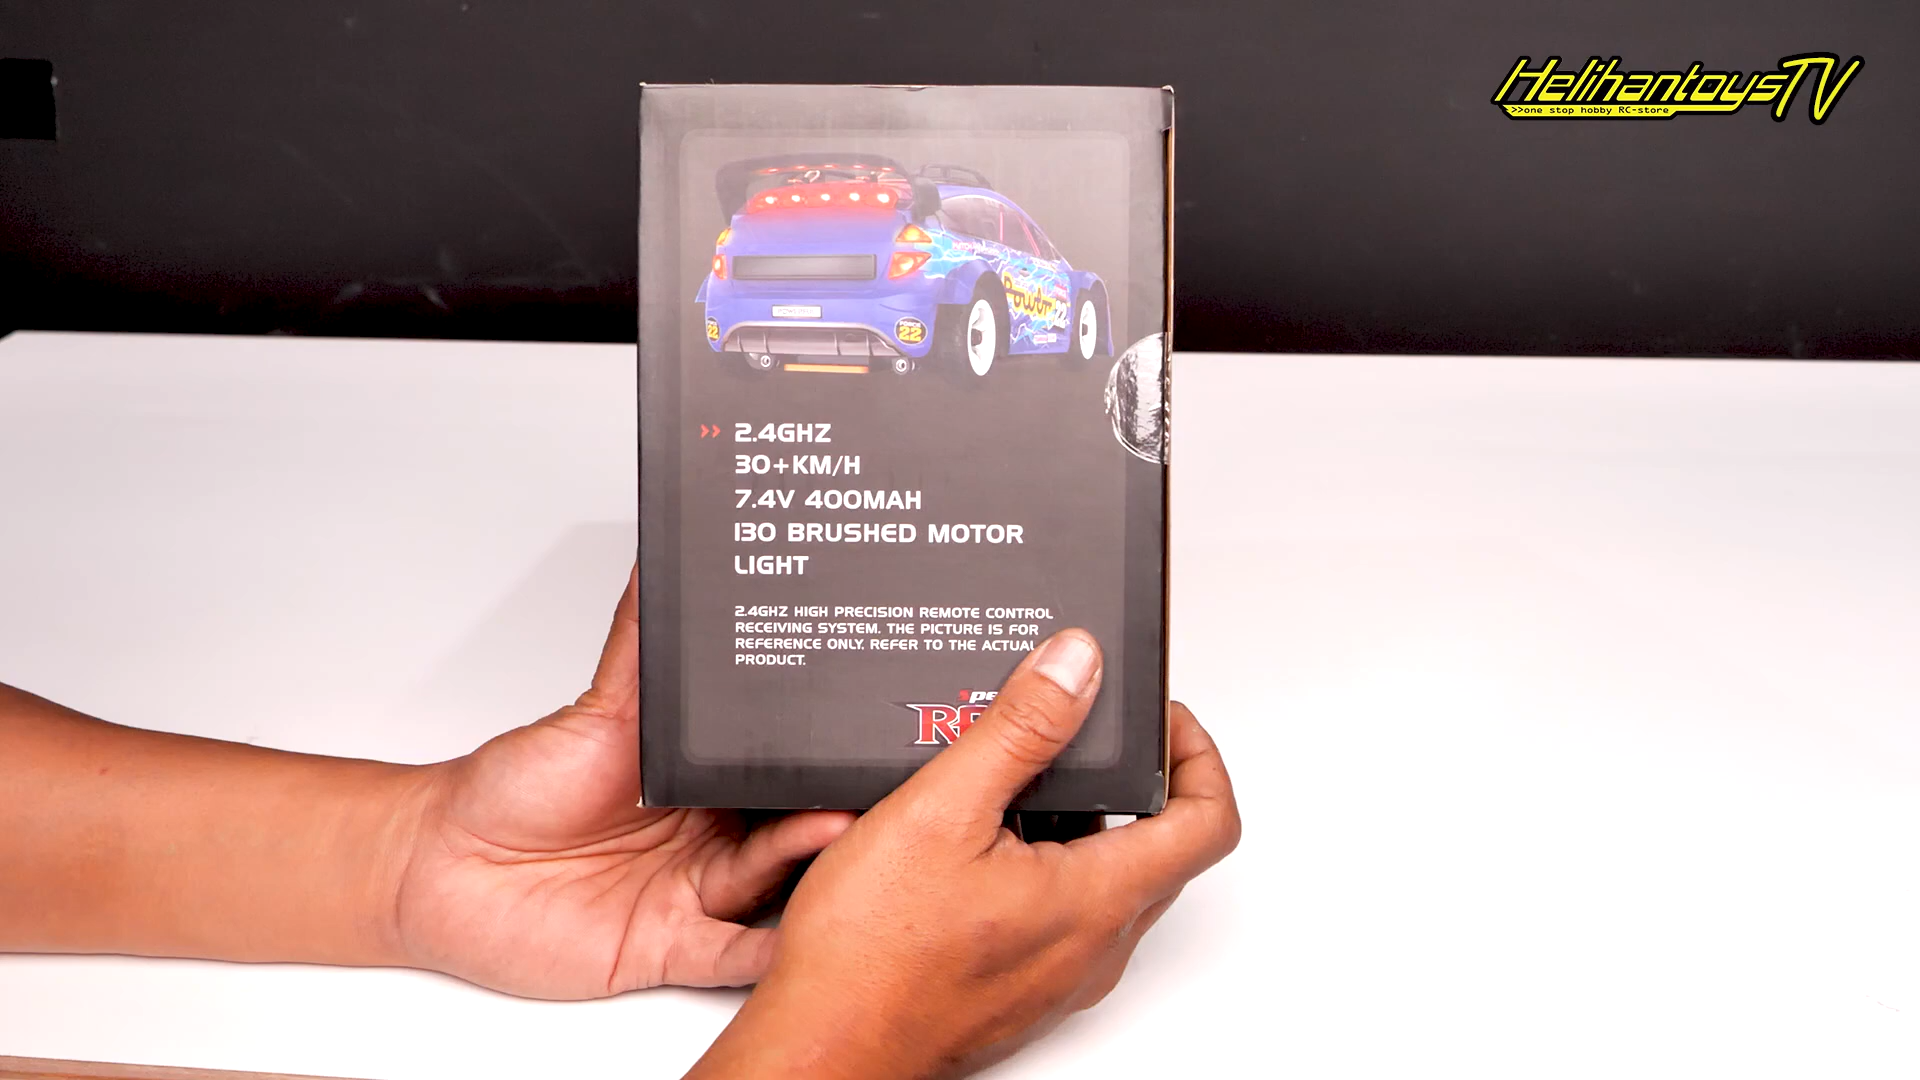 HelihantoysTV
>>one stop hobby RC-store
Power
22
22
2.4GHZ
30+KM/H
7.4V 400MAH
130 BRUSHED MOTOR
LIGHT
2.4GHZ HIGH PRECISION REMOTE CONTROL
RECEIVING SYSTEM. THE PICTURE IS FOR
REFERENCE ONLY. REFER TO THE ACTUAL
PRODUCT.